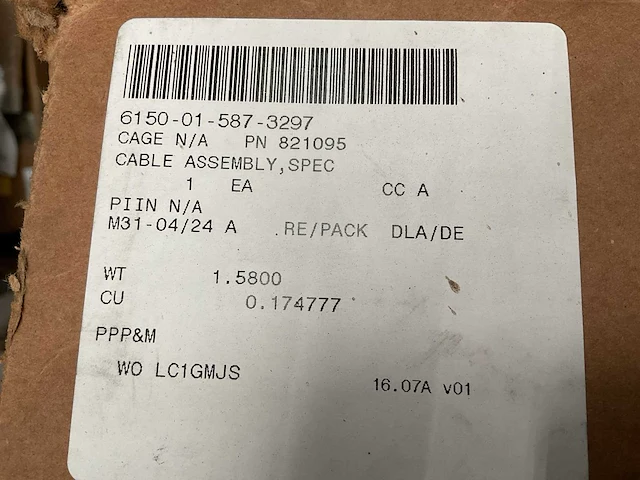 6150-01-587-3297
CAGE N/A PN 821095
CABLE ASSEMBLY,SPEC
1 EA CC A
PIIN N/A
M31-04/24 A RE/PACK DLA/DE
WT 1.5800
CU 0.174777
PPP&M
WO LC1GMJS 16.07A v01